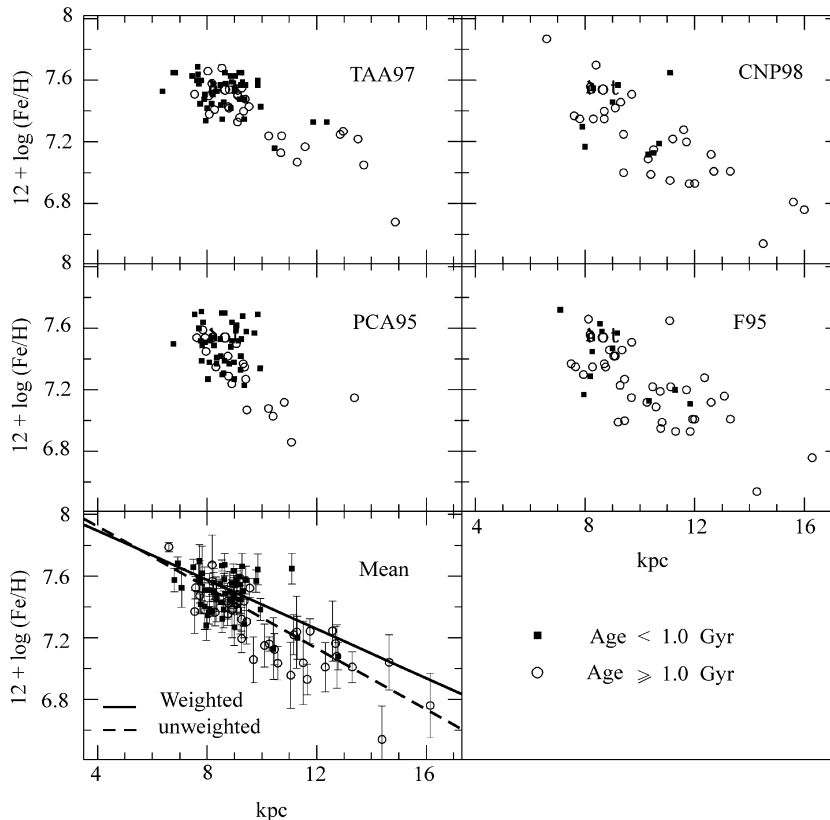 8
7.6
7.2
6.8
12 + log (Fe/H)
TAA97
CNP98
8
7.6
7.2
6.8
12 + log (Fe/H)
PCA95
F95
8
7.6
7.2
6.8
12 + log (Fe/H)
Mean
Weighted
unweighted
4 8 12 16
kpc
4 8 12 16
kpc
Age < 1.0 Gyr
Age ⩾ 1.0 Gyr